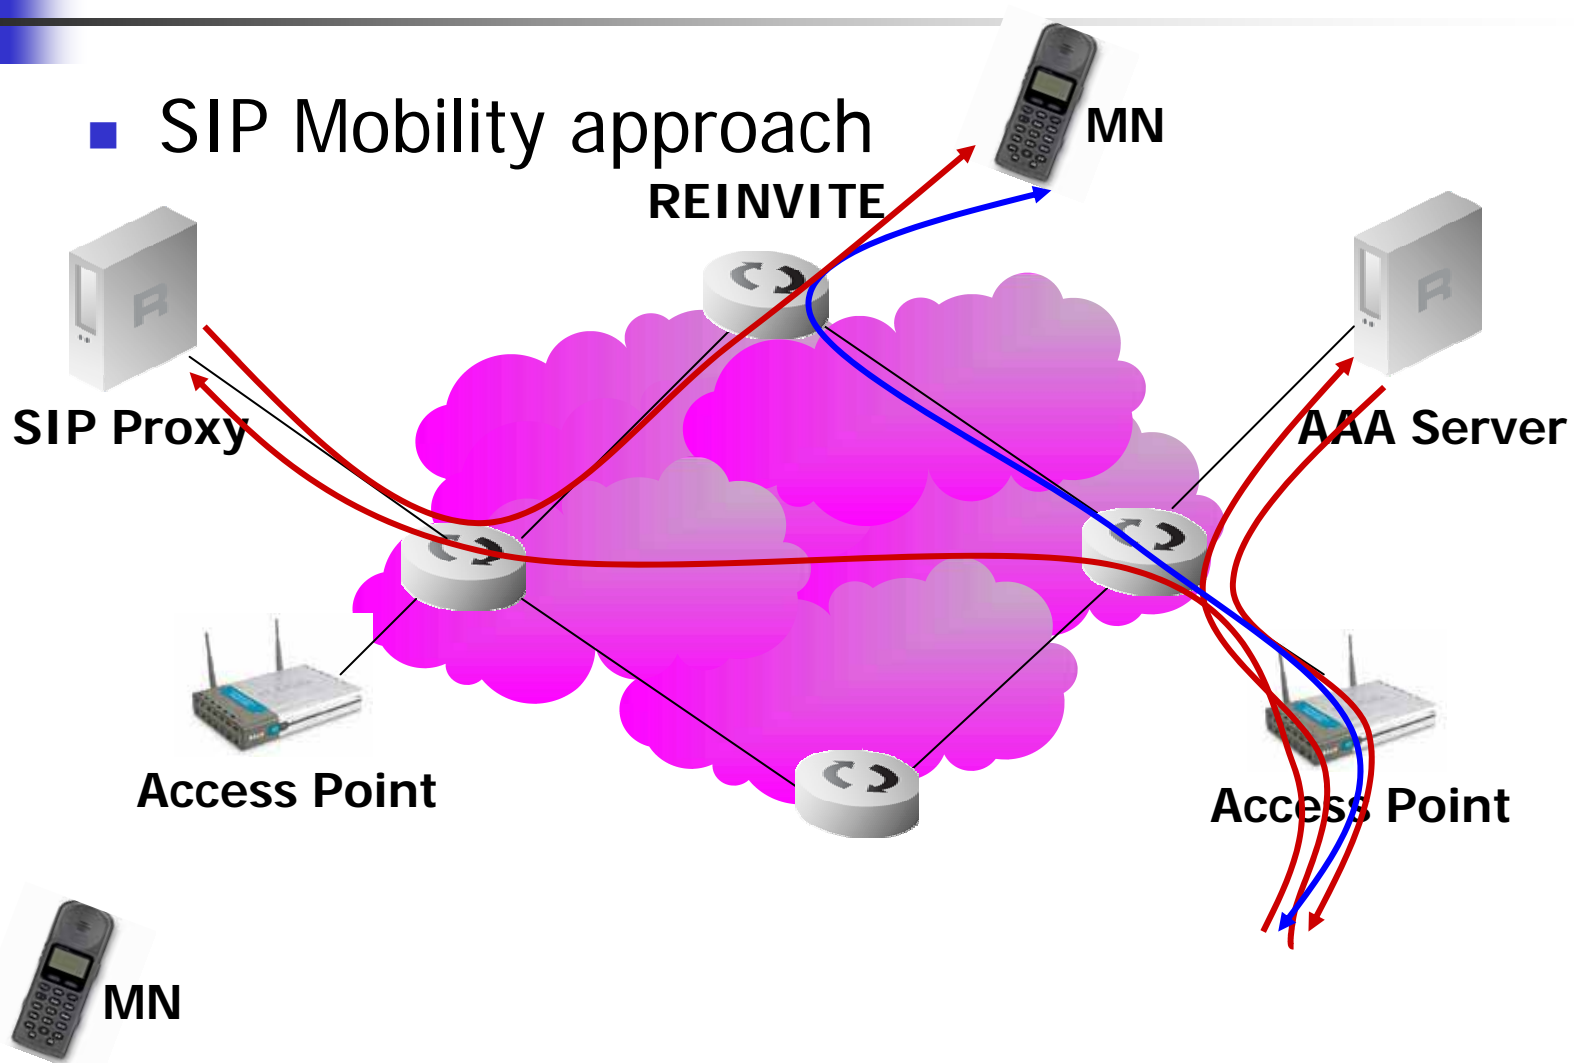 SIP Mobility approach
MN
REINVITE
SIP Proxy
AAA Server
Access Point
Access Point
MN